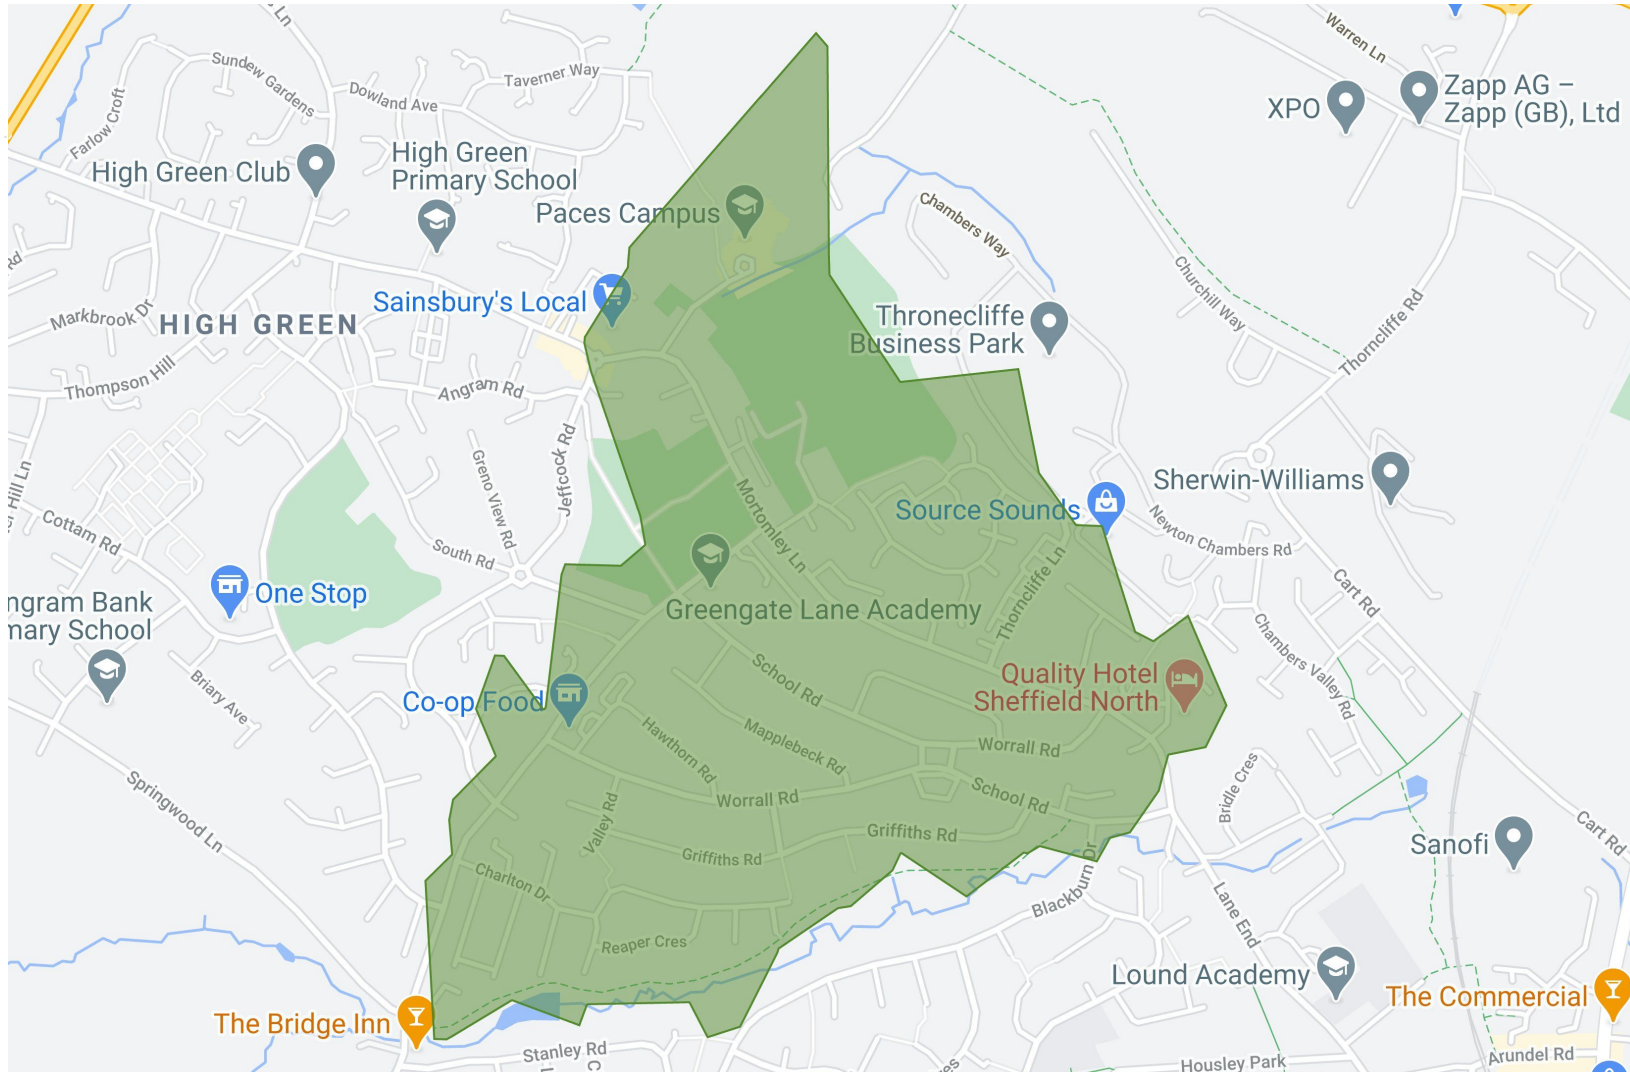 Ln
Warren Ln
Taverner Way
Sundew Gardens
Dowland Ave
Farlow Croft
Zapp AG –
Zapp (GB), Ltd
XPO
High Green
Primary School
High Green Club
Paces Campus
Chambers Way
Rd
Churchill Way
Sainsbury's Local
Markbrook Dr
HIGH GREEN
Thronecliffe
Business Park
Thorncliffe Rd
Thompson Hill
Angram Rd
Jeffcock Rd
Greno View Rd
er Hill Ln
Sherwin-Williams
Mortomley Ln
Source Sounds
Newton Chambers Rd
Cottam Rd
South Rd
Thorncliffe Ln
Cart Rd
One Stop
ngram Bank
mary School
Greengate Lane Academy
Chambers Valley Rd
Briary Ave
School Rd
Quality Hotel
Sheffield North
Co-op Food
Hawthorn Rd
Mapplebeck Rd
Worrall Rd
Springwood Ln
Worrall Rd
School Rd
Bridle Cres
Valley Rd
Griffiths Rd
Griffiths Rd
Cart Rd
Sanofi
Charlton Dr
Blackburn Dr
Lane End
Reaper Cres
Lound Academy
The Commercial
The Bridge Inn
Stanley Rd
L
C
es
Housley Park
Arundel Rd